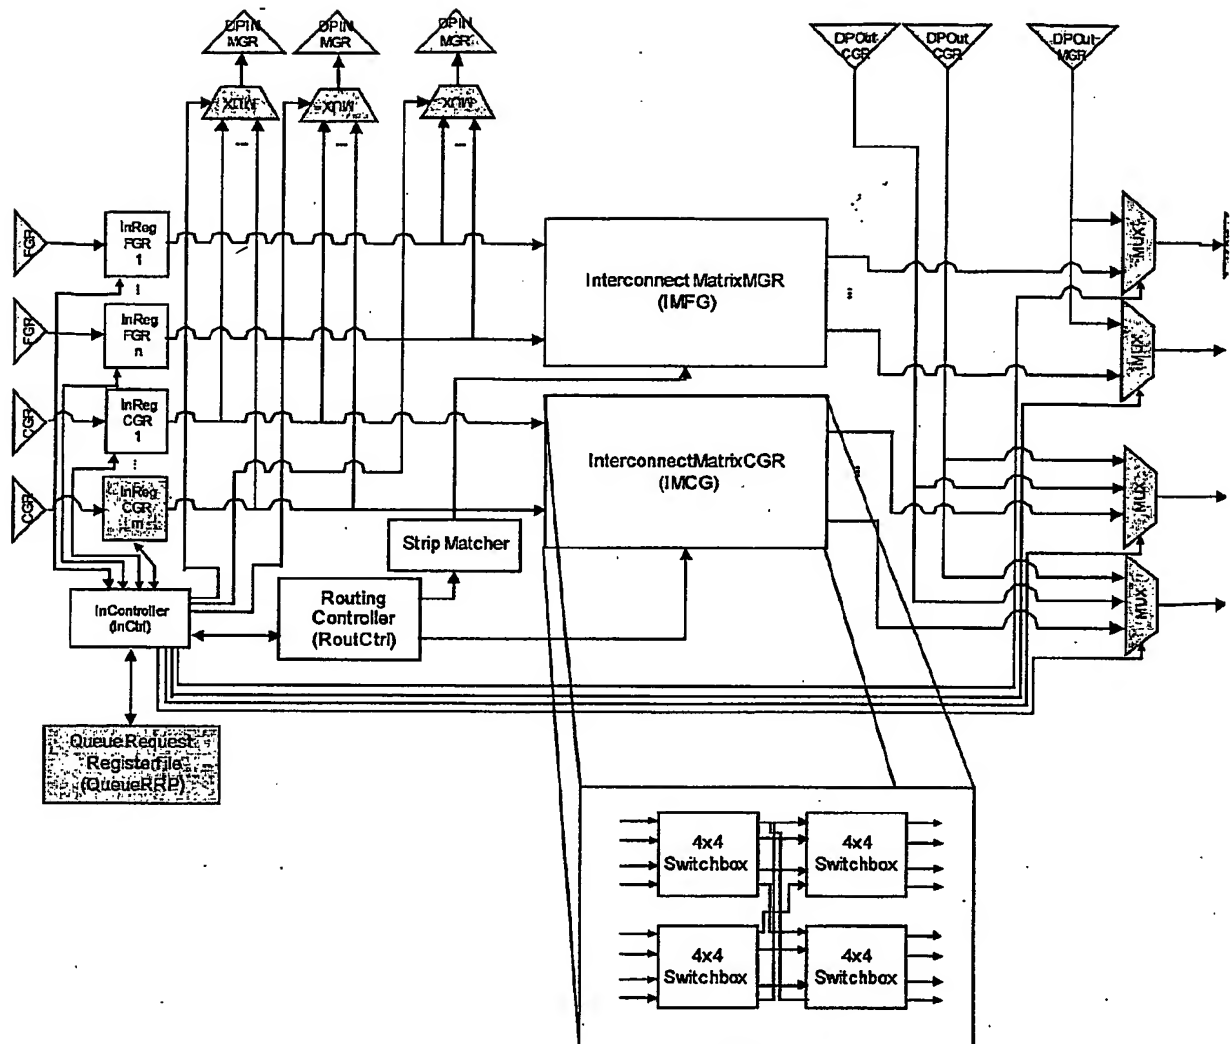 DPIN
MGR
DPIN
MGR
DPIN
MGR
DPOut-
CGR
DPOut
CGR
DPOut-
MGR
MUX
MUX
MUX
FGR
InReg
FGR
1
FGR
InReg
FGR
n
CGR
InReg
CGR
1
CGR
InReg
CGR
m
Interconnect MatrixMGR
(IMFG)
InterconnectMatrixCGR
(IMCG)
MUX
MUX
MUX
MUX
Strip Matcher
InController
(InCtrl)
Routing
Controller
(RoutCtrl)
QueueRequest
Registerfile
(QueueRRP)
4x4
Switchbox
4x4
Switchbox
4x4
Switchbox
4x4
Switchbox